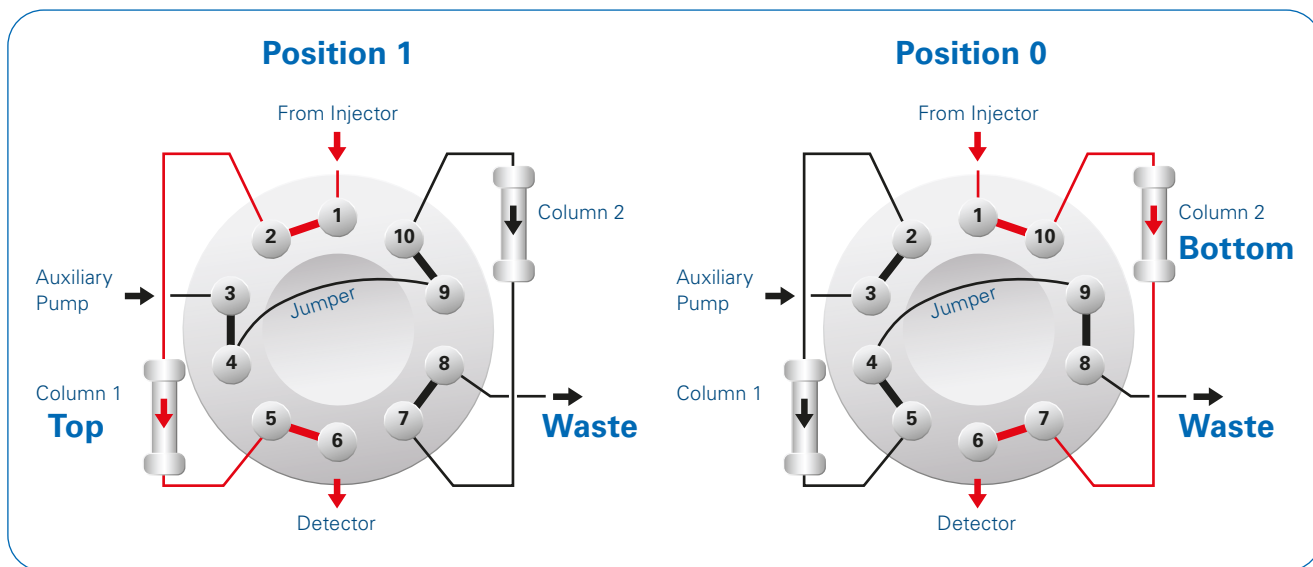 Position 1
From Injector
1
2
10
Column 2
Auxiliary
Pump
3
9
Jumper
4
8
Column 1
Top
5
7
6
Waste
Detector
Position 0
From Injector
1
2
10
Column 2
Bottom
Auxiliary
Pump
3
9
Jumper
4
8
Column 1
5
7
6
Waste
Detector